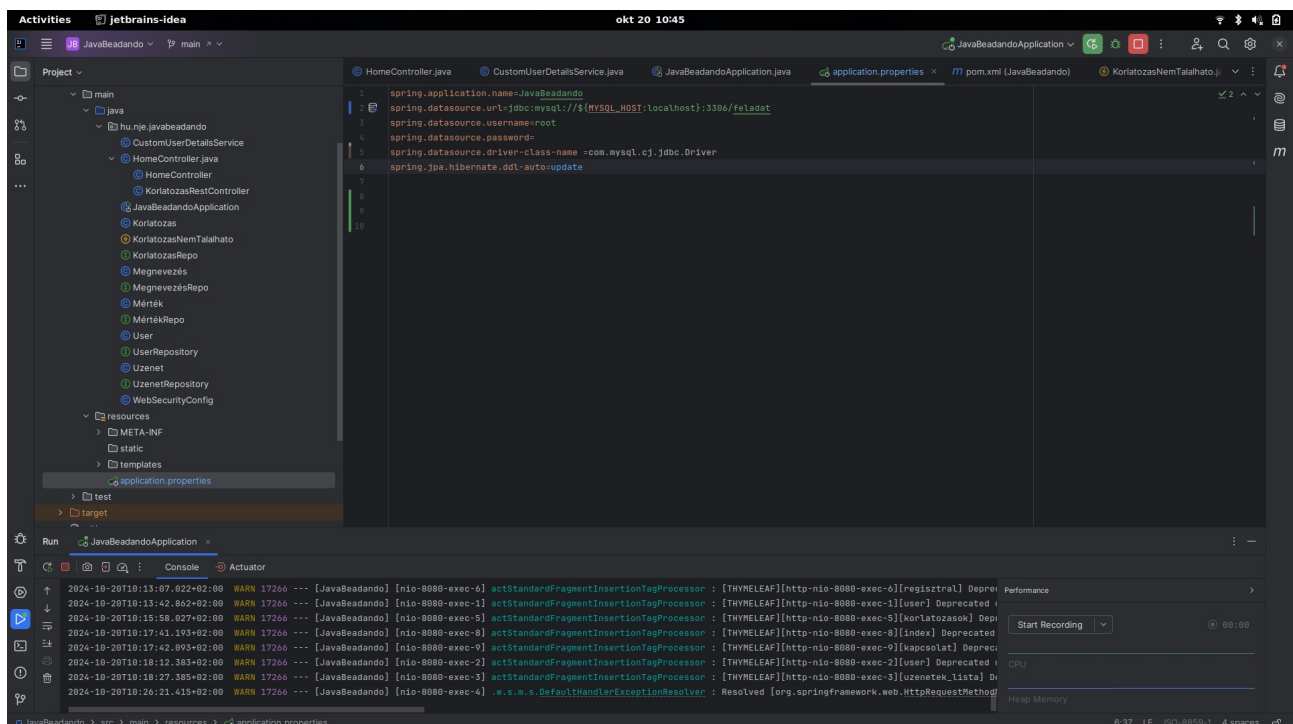 Activities jetbrains-idea okt 20 10:45
JB JavaBeadando main JavaBeadandoApplication
Project
HomeController.java CustomUserDetailsService.java JavaBeadandoApplication.java application.properties × pom.xml (JavaBeadando) KorlatozasNemTalalhato.j
main
java
hu.nje.javabeadando
CustomUserDetailsService
HomeController.java
HomeController
KorlatozasRestController
JavaBeadandoApplication
Korlatozas
KorlatozasNemTalalhato
KorlatozasRepo
Megnevezés
MegnevezésRepo
Mérték
MértékRepo
User
UserRepository
Uzenet
UzenetRepository
WebSecurityConfig
resources
META-INF
static
templates
application.properties
test
target
1 spring.application.name=JavaBeadando
2 spring.datasource.url=jdbc:mysql://${MYSQL_HOST:localhost}:3306/feladat
3 spring.datasource.username=root
4 spring.datasource.password=
5 spring.datasource.driver-class-name =com.mysql.cj.jdbc.Driver
6 spring.jpa.hibernate.ddl-auto=update
7
8
9
10
2
Run JavaBeadandoApplication ×
Console Actuator
2024-10-20T10:13:07.022+02:00 WARN 17266 --- [JavaBeadando] [nio-8080-exec-6] actStandardFragmentInsertionTagProcessor : [THYMELEAF][http-nio-8080-exec-6][regisztral] Depre
2024-10-20T10:13:42.862+02:00 WARN 17266 --- [JavaBeadando] [nio-8080-exec-1] actStandardFragmentInsertionTagProcessor : [THYMELEAF][http-nio-8080-exec-1][user] Deprecated
2024-10-20T10:15:58.027+02:00 WARN 17266 --- [JavaBeadando] [nio-8080-exec-5] actStandardFragmentInsertionTagProcessor : [THYMELEAF][http-nio-8080-exec-5][korlatozasok] Dep
2024-10-20T10:17:41.193+02:00 WARN 17266 --- [JavaBeadando] [nio-8080-exec-8] actStandardFragmentInsertionTagProcessor : [THYMELEAF][http-nio-8080-exec-8][index] Deprecated
2024-10-20T10:17:42.093+02:00 WARN 17266 --- [JavaBeadando] [nio-8080-exec-9] actStandardFragmentInsertionTagProcessor : [THYMELEAF][http-nio-8080-exec-9][kapcsolat] Depreca
2024-10-20T10:18:12.383+02:00 WARN 17266 --- [JavaBeadando] [nio-8080-exec-2] actStandardFragmentInsertionTagProcessor : [THYMELEAF][http-nio-8080-exec-2][user] Deprecated
2024-10-20T10:18:27.385+02:00 WARN 17266 --- [JavaBeadando] [nio-8080-exec-3] actStandardFragmentInsertionTagProcessor : [THYMELEAF][http-nio-8080-exec-3][uzenetek_lista] D
2024-10-20T10:26:21.415+02:00 WARN 17266 --- [JavaBeadando] [nio-8080-exec-4] .w.s.m.s.DefaultHandlerExceptionResolver : Resolved [org.springframework.web.HttpRequestMethod
Performance
Start Recording 00:00
CPU
Heap Memory
JavaBeadando > src > main > resources > application.properties 6:37 LF ISO-8859-1 4 spaces